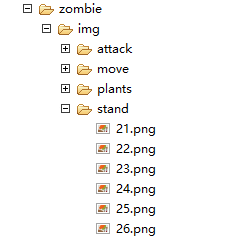 zombie
img
attack
move
plants
stand
21.png
22.png
23.png
24.png
25.png
26.png